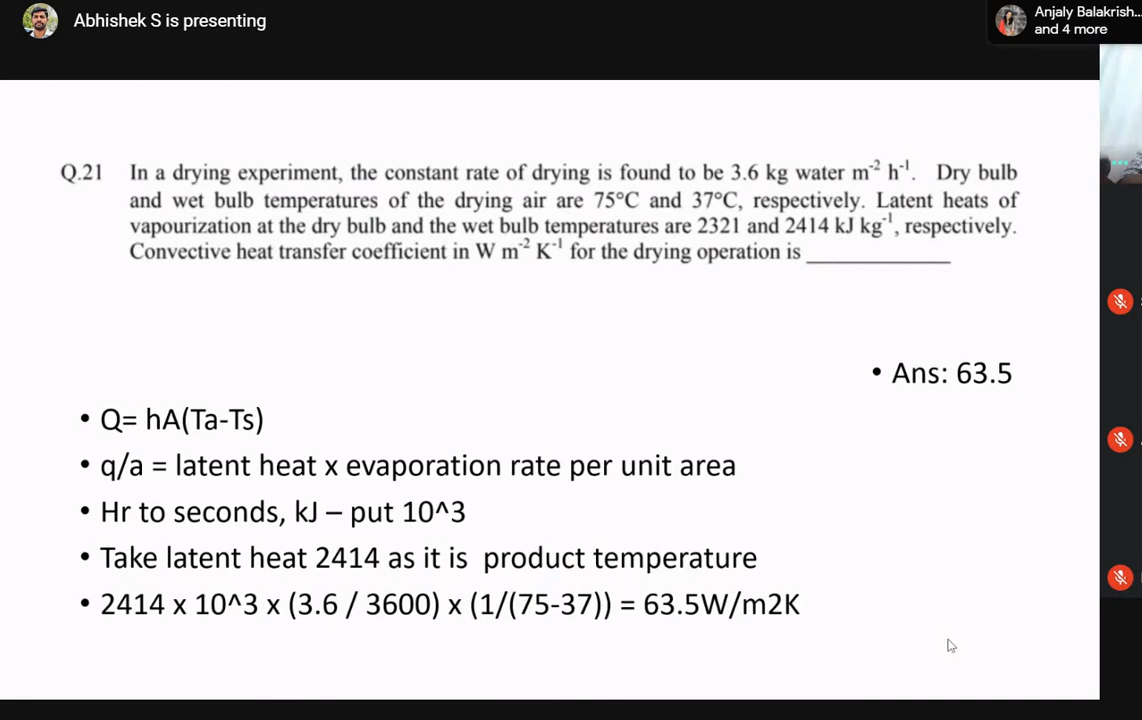 Abhishek S is presenting
Anjaly Balakrish...
and 4 more
Q.21 In a drying experiment, the constant rate of drying is found to be 3.6 kg water m⁻² h⁻¹. Dry bulb
and wet bulb temperatures of the drying air are 75°C and 37°C, respectively. Latent heats of
vapourization at the dry bulb and the wet bulb temperatures are 2321 and 2414 kJ kg⁻¹, respectively.
Convective heat transfer coefficient in W m⁻² K⁻¹ for the drying operation is ____________
• Ans: 63.5
• Q= hA(Ta-Ts)
• q/a = latent heat x evaporation rate per unit area
• Hr to seconds, kJ – put 10^3
• Take latent heat 2414 as it is product temperature
• 2414 x 10^3 x (3.6 / 3600) x (1/(75-37)) = 63.5W/m2K